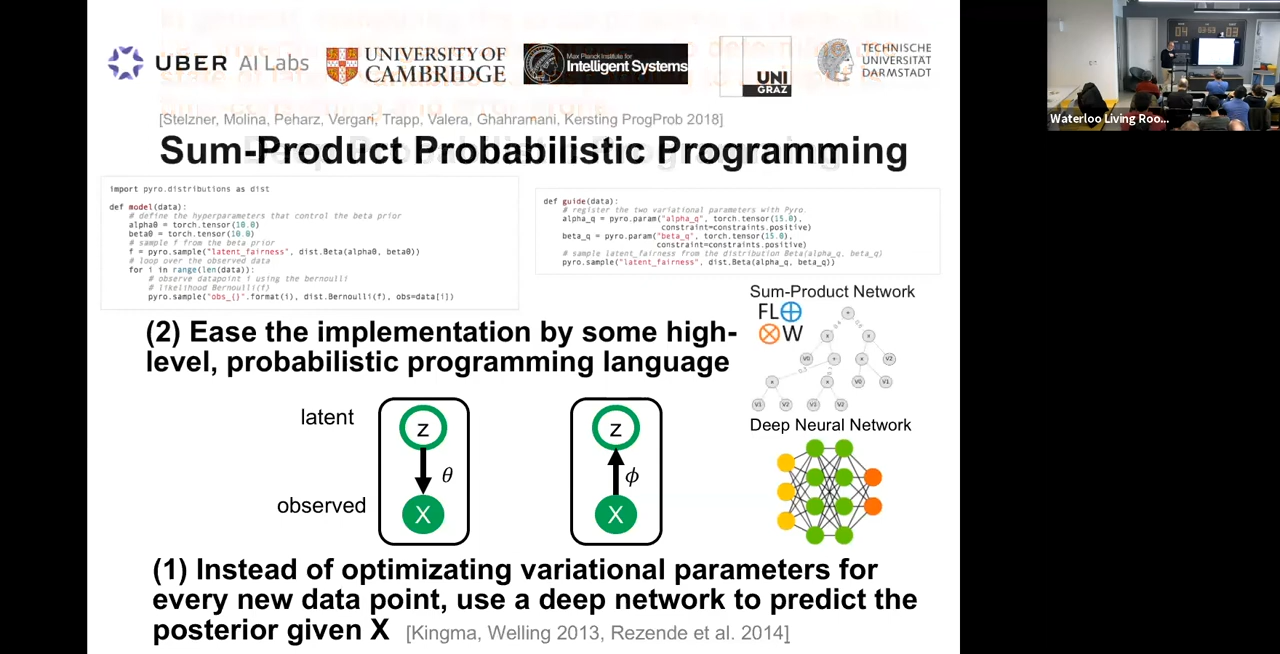 UBER AI Labs
UNIVERSITY OF
CAMBRIDGE
Max Planck Institute for
Intelligent Systems
UNI
GRAZ
TECHNISCHE
UNIVERSITÄT
DARMSTADT
[Stelzner, Molina, Peharz, Vergari, Trapp, Valera, Ghahramani, Kersting ProgProb 2018]
Sum-Product Probabilistic Programming
import pyro.distributions as dist
def model(data):
# define the hyperparameters that control the beta prior
alpha0 = torch.tensor(10.0)
beta0 = torch.tensor(10.0)
# sample f from the beta prior
f = pyro.sample("latent_fairness", dist.Beta(alpha0, beta0))
# loop over the observed data
for i in range(len(data)):
# observe datapoint i using the bernoulli
# likelihood Bernoulli(f)
pyro.sample("obs_{}".format(i), dist.Bernoulli(f), obs=data[i])
def guide(data):
# register the two variational parameters with Pyro.
alpha_q = pyro.param("alpha_q", torch.tensor(15.0),
constraint=constraints.positive)
beta_q = pyro.param("beta_q", torch.tensor(15.0),
constraint=constraints.positive)
# sample latent_fairness from the distribution Beta(alpha_q, beta_q)
pyro.sample("latent_fairness", dist.Beta(alpha_q, beta_q))
(2) Ease the implementation by some high-
level, probabilistic programming language
Sum-Product Network
FL
W
V0
V2
V0
V1
V3
V2
V3
V2
Deep Neural Network
latent
z
z
θ
ϕ
observed
X
X
(1) Instead of optimizating variational parameters for
every new data point, use a deep network to predict the
posterior given X [Kingma, Welling 2013, Rezende et al. 2014]
Waterloo Living Roo...